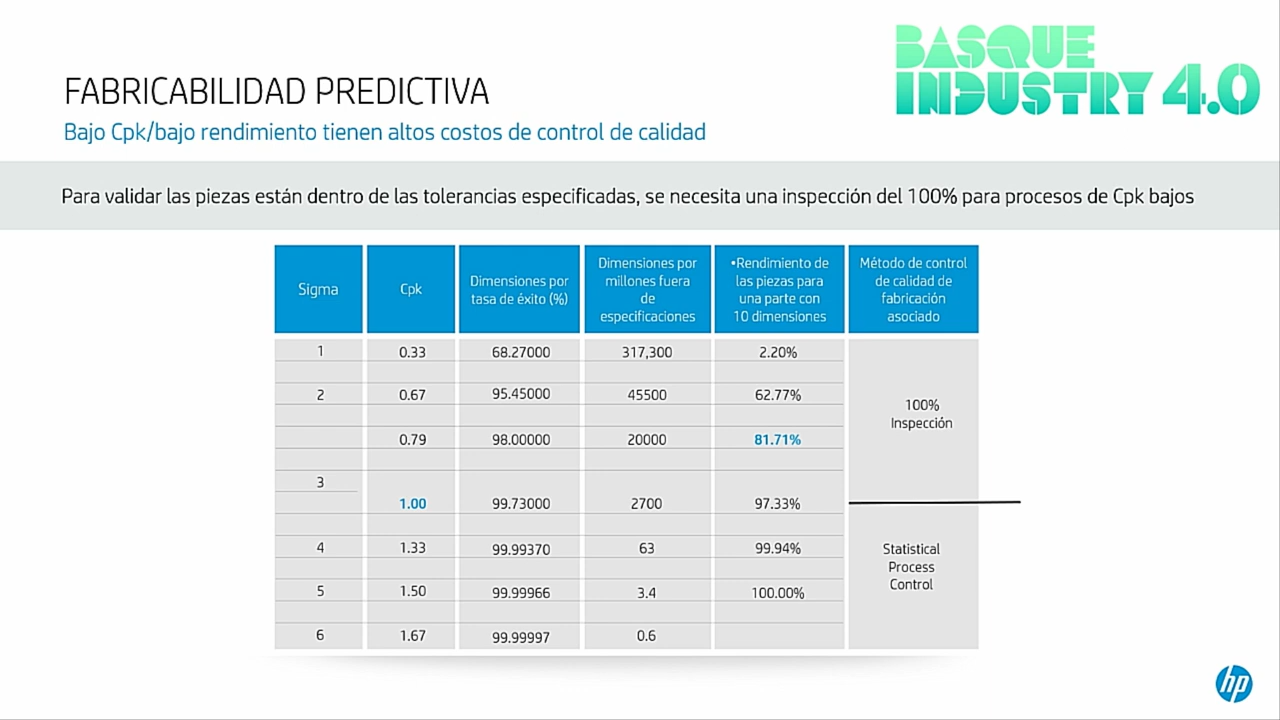 BASQUE
INDUSTRY 4.0
FABRICABILIDAD PREDICTIVA
Bajo Cpk/bajo rendimiento tienen altos costos de control de calidad
Para validar las piezas están dentro de las tolerancias especificadas, se necesita una inspección del 100% para procesos de Cpk bajos
Sigma
Cpk
Dimensiones por
tasa de éxito (%)
Dimensiones por
millones fuera
de
especificaciones
•Rendimiento de
las piezas para
una parte con
10 dimensiones
Método de control
de calidad de
fabricación
asociado
1 0.33 68.27000 317,300 2.20%
2 0.67 95.45000 45500 62.77%
100%
Inspección
0.79 98.00000 20000 81.71%
3
1.00 99.73000 2700 97.33%
4 1.33 99.99370 63 99.94%
Statistical
Process
Control
5 1.50 99.99966 3.4 100.00%
6 1.67 99.99997 0.6
hp